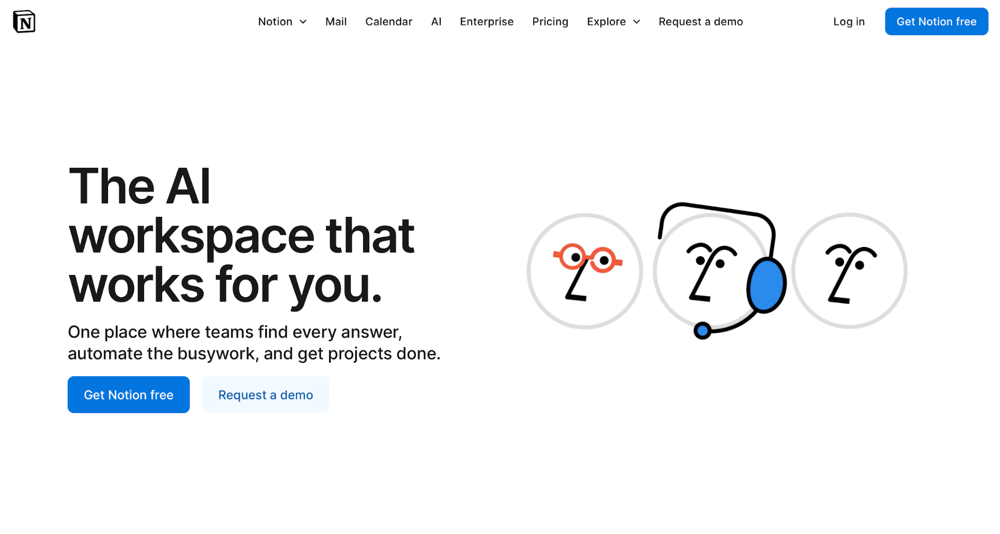 N
Notion Mail Calendar AI Enterprise Pricing Explore Request a demo Log in Get Notion free
The AI
workspace that
works for you.
One place where teams find every answer,
automate the busywork, and get projects done.
Get Notion free Request a demo